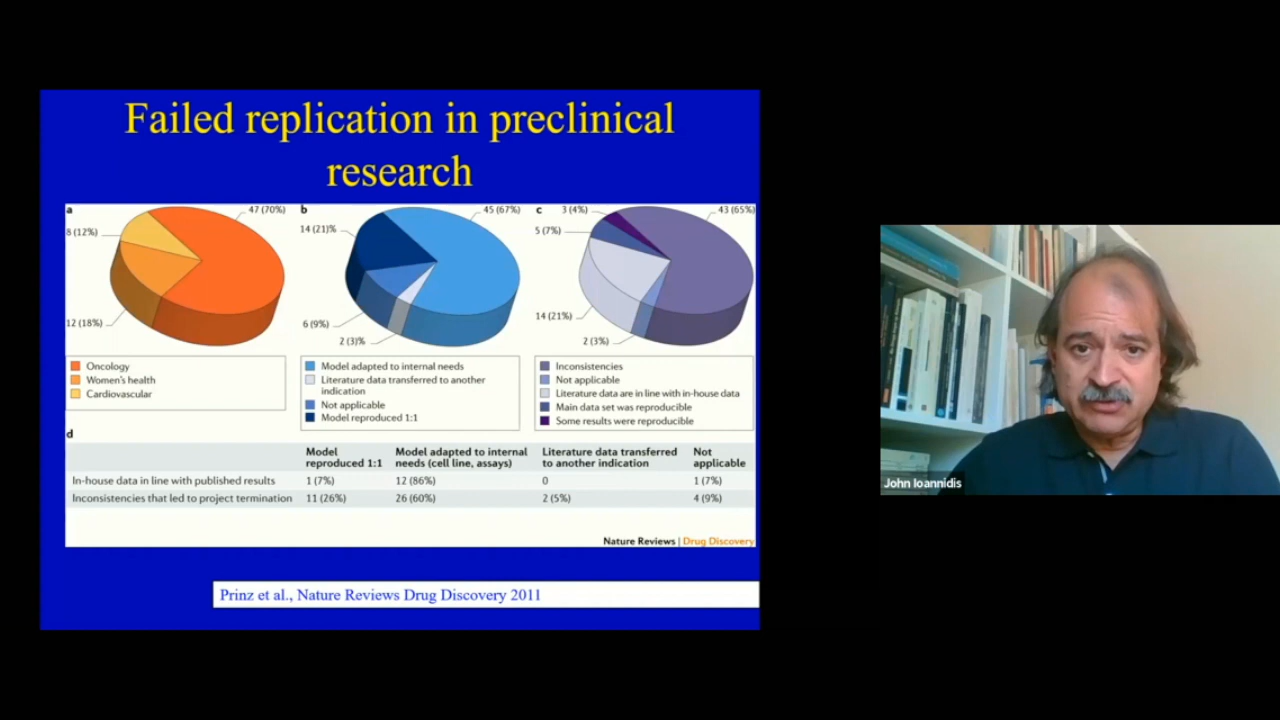 Failed replication in preclinical
research
a
47 (70%)
8 (12%)
12 (18%)
Oncology
Women's health
Cardiovascular
b
45 (67%)
14 (21)%
6 (9%)
2 (3)%
Model adapted to internal needs
Literature data transferred to another
indication
Not applicable
Model reproduced 1:1
c
3 (4%)
43 (65%)
5 (7%)
14 (21%)
2 (3%)
Inconsistencies
Not applicable
Literature data are in line with in-house data
Main data set was reproducible
Some results were reproducible
d
Model
reproduced 1:1
Model adapted to internal
needs (cell line, assays)
Literature data transferred
to another indication
Not
applicable
In-house data in line with published results 1 (7%) 12 (86%) 0 1 (7%)
Inconsistencies that led to project termination 11 (26%) 26 (60%) 2 (5%) 4 (9%)
Nature Reviews | Drug Discovery
Prinz et al., Nature Reviews Drug Discovery 2011
John Ioannidis